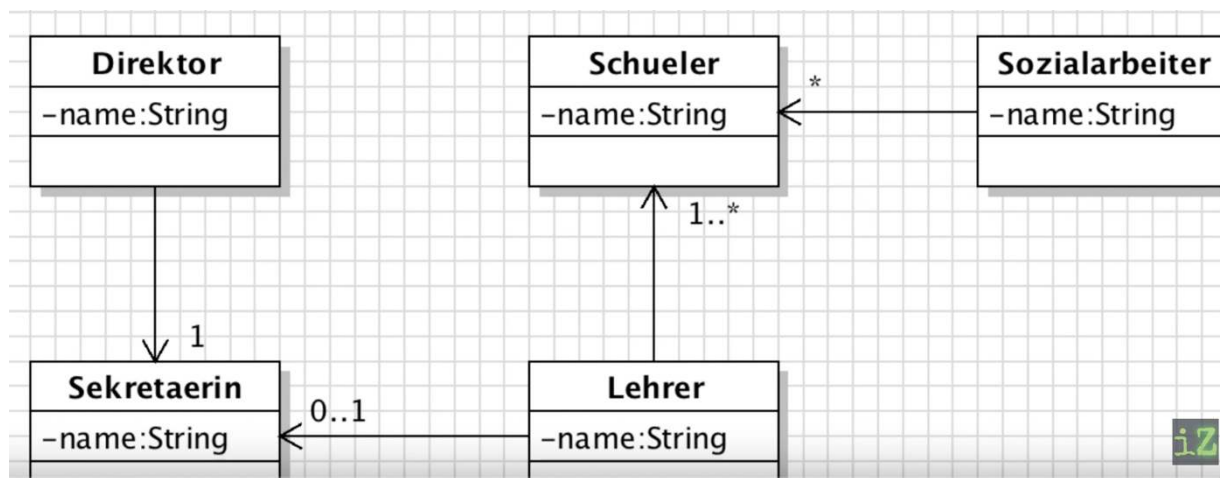 Direktor
-name:String
Schueler
-name:String
Sozialarbeiter
-name:String
*
1..*
1
Sekretaerin
-name:String
0..1
Lehrer
-name:String
iZ